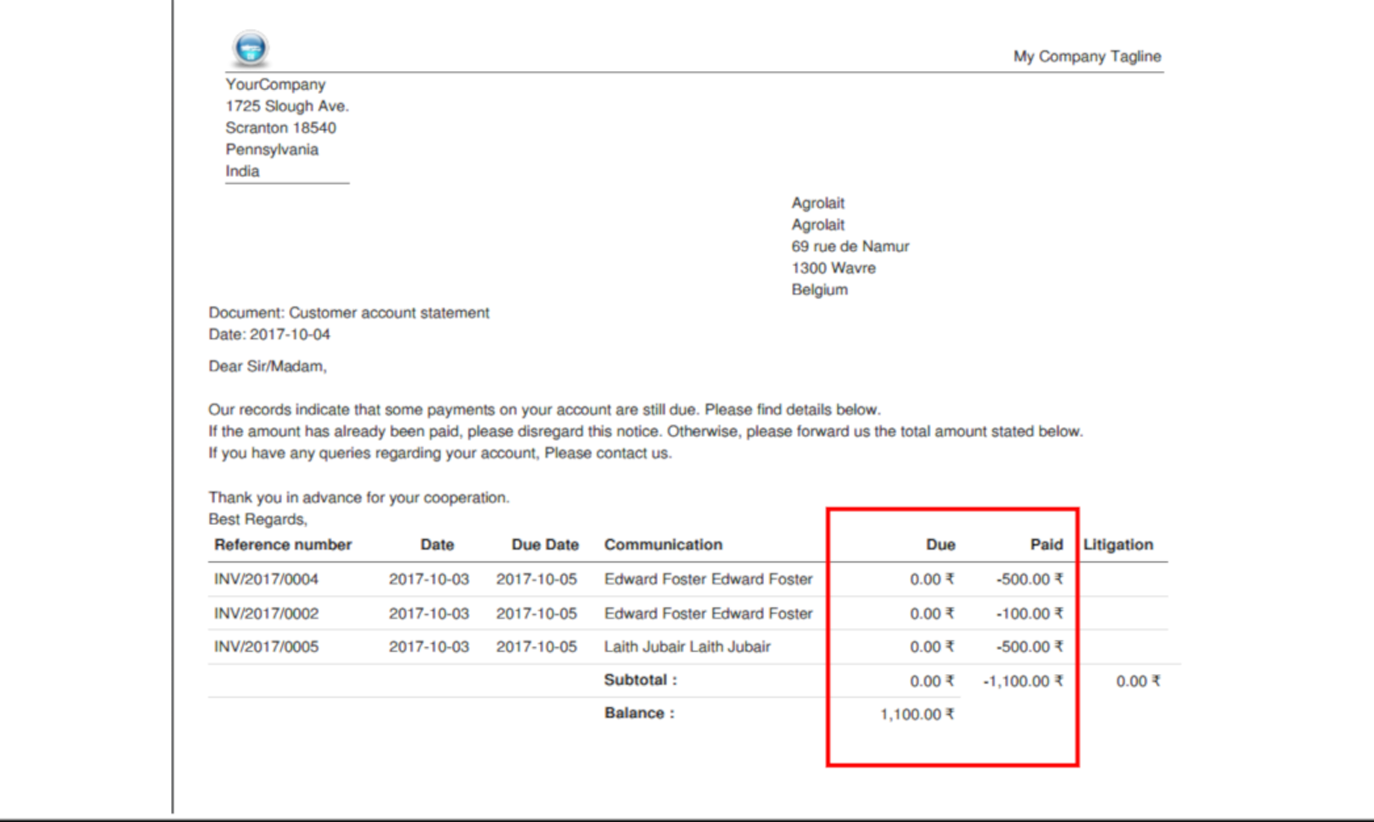 My Company Tagline
YourCompany
1725 Slough Ave.
Scranton 18540
Pennsylvania
India
Agrolait
Agrolait
69 rue de Namur
1300 Wavre
Belgium
Document: Customer account statement
Date: 2017-10-04
Dear Sir/Madam,
Our records indicate that some payments on your account are still due. Please find details below.
If the amount has already been paid, please disregard this notice. Otherwise, please forward us the total amount stated below.
If you have any queries regarding your account, Please contact us.
Thank you in advance for your cooperation.
Best Regards,
Reference number Date Due Date Communication Due Paid Litigation
INV/2017/0004 2017-10-03 2017-10-05 Edward Foster Edward Foster 0.00 ₹ -500.00 ₹
INV/2017/0002 2017-10-03 2017-10-05 Edward Foster Edward Foster 0.00 ₹ -100.00 ₹
INV/2017/0005 2017-10-03 2017-10-05 Laith Jubair Laith Jubair 0.00 ₹ -500.00 ₹
Subtotal : 0.00 ₹ -1,100.00 ₹ 0.00 ₹
Balance : 1,100.00 ₹